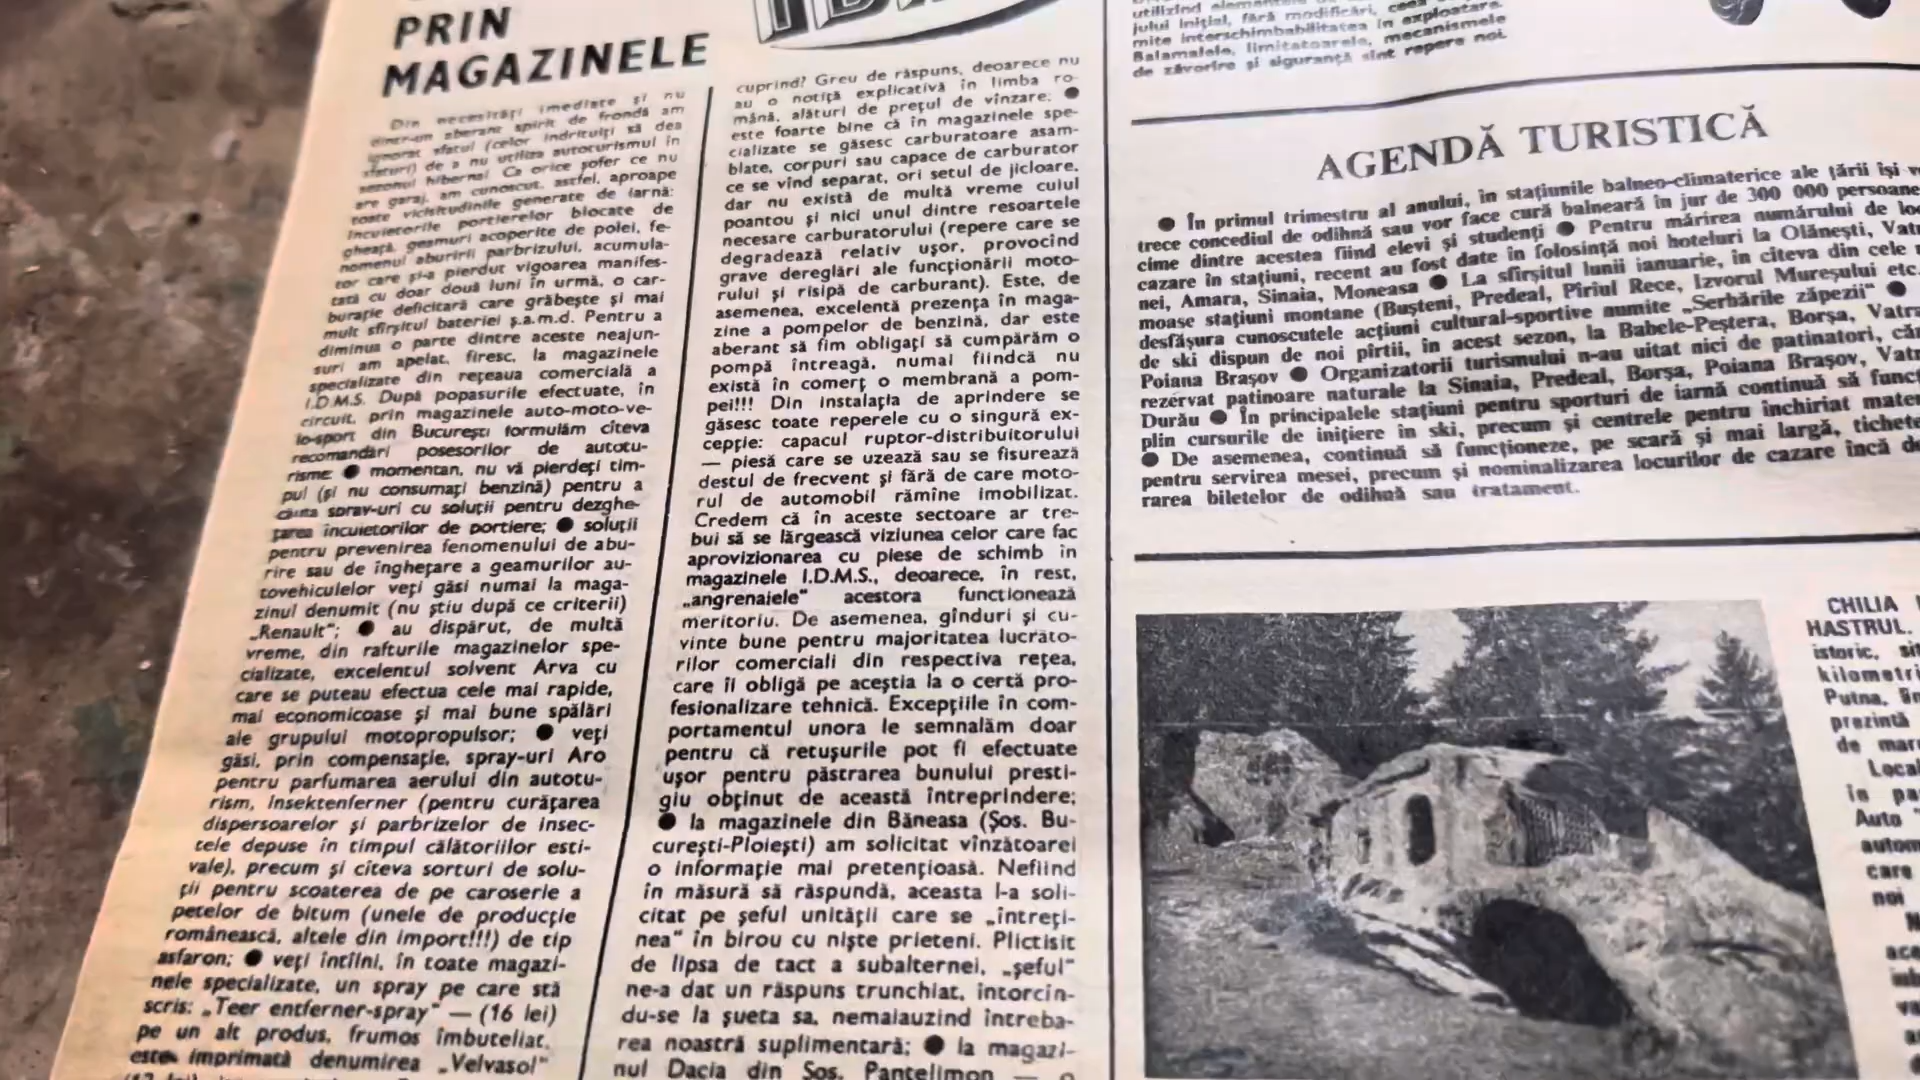 PRIN
MAGAZINELE
Din necesități imediate și nu
dintr-un aberant spirit de frondă am
ignorat sfatul (celor îndrituiți să dea
sfaturi) de a nu utiliza autoturismul în
sezonul hibernal. Ca orice șofer ce nu
are garaj, am cunoscut, astfel, aproape
toate vicisitudinile generate de iarnă:
încuietorile portierelor blocate de
gheață, geamuri acoperite de polei, fe-
nomenul aburirii parbrizului, acumula-
tor care și-a pierdut vigoarea manifes-
tată cu doar două luni în urmă, o car-
burație deficitară care grăbește și mai
mult sfîrșitul bateriei ș.a.m.d. Pentru a
diminua o parte dintre aceste neajun-
suri am apelat, firesc, la magazinele
specializate din rețeaua comercială a
I.D.M.S. După popasurile efectuate, în
circuit, prin magazinele auto-moto-ve-
lo-sport din București formulăm cîteva
recomandări posesorilor de autotu-
risme: ● momentan, nu vă pierdeți tim-
pul (și nu consumați benzină) pentru a
căuta spray-uri cu soluții pentru dezghe-
țarea încuietorilor de portiere; ● soluții
pentru prevenirea fenomenului de abu-
rire sau de înghețare a geamurilor au-
tovehiculelor veți găsi numai la maga-
zinul denumit (nu știu după ce criterii)
„Renault“; ● au dispărut, de multă
vreme, din rafturile magazinelor spe-
cializate, excelentul solvent Arva cu
care se puteau efectua cele mai rapide,
mai economicoase și mai bune spălări
ale grupului motopropulsor; ● veți
găsi, prin compensație, spray-uri Aro
pentru parfumarea aerului din autotu-
rism, Insektenferner (pentru curățarea
dispersoarelor și parbrizelor de insec-
tele depuse în timpul călătoriilor esti-
vale), precum și cîteva sorturi de solu-
ții pentru scoaterea de pe caroserie a
petelor de bitum (unele de producție
românească, altele din import!!!) de tip
asfaron; ● veți întîlni, în toate magazi-
nele specializate, un spray pe care stă
scris: „Teer entferner-spray“ — (16 lei)
pe un alt produs, frumos îmbuteliat,
este imprimată denumirea „Velvasol“
cuprind? Greu de răspuns, deoarece nu
au o notiță explicativă în limba ro-
mână, alături de prețul de vînzare; ●
este foarte bine că în magazinele spe-
cializate se găsesc carburatoare asam-
blate, corpuri sau capace de carburator
ce se vînd separat, ori setul de jicloare,
dar nu există de multă vreme cuiul
poantou și nici unul dintre resoartele
necesare carburatorului (repere care se
degradează relativ ușor, provocînd
grave dereglări ale funcționării moto-
rului și risipă de carburant). Este, de
asemenea, excelentă prezența în maga-
zine a pompelor de benzină, dar este
aberant să fim obligați să cumpărăm o
pompă întreagă, numai fiindcă nu
există în comerț o membrană a pom-
pei!!! Din instalația de aprindere se
găsesc toate reperele cu o singură ex-
cepție: capacul ruptor-distribuitorului
— piesă care se uzează sau se fisurează
destul de frecvent și fără de care moto-
rul de automobil rămîne imobilizat.
Credem că în aceste sectoare ar tre-
bui să se lărgească viziunea celor care fac
aprovizionarea cu piese de schimb în
magazinele I.D.M.S., deoarece, în rest,
„angrenajele“ acestora funcționează
meritoriu. De asemenea, gînduri și cu-
vinte bune pentru majoritatea lucrăto-
rilor comerciali din respectiva rețea,
care îi obligă pe aceștia la o certă pro-
fesionalizare tehnică. Excepțiile în com-
portamentul unora le semnalăm doar
pentru că retușurile pot fi efectuate
ușor pentru păstrarea bunului presti-
giu obținut de această întreprindere;
● la magazinele din Băneasa (Șos. Bu-
curești-Ploiești) am solicitat vînzătoarei
o informație mai pretențioasă. Nefiind
în măsură să răspundă, aceasta l-a soli-
citat pe șeful unității care se „întreți-
nea“ în birou cu niște prieteni. Plictisit
de lipsa de tact a subalternei, „șeful“
ne-a dat un răspuns trunchiat, întorcîn-
du-se la șueta sa, nemaiauzind întreba-
rea noastră suplimentară; ● la magazi-
nul Dacia din Șos. Pantelimon — o
utilizînd
jului inițial, fără modificări, ceea
mite interschimbabilitatea în exploatare.
Balamalele, limitatoarele, mecanismele
de zăvorîre și siguranță sînt repere noi.
AGENDĂ TURISTICĂ
● În primul trimestru al anului, în stațiunile balneo-climaterice ale țării își
trece concediul de odihnă sau vor face cură balneară în jur de 300 000 persoane
cime dintre acestea fiind elevi și studenți ● Pentru mărirea numărului de
cazare în stațiuni, recent au fost date în folosință noi hoteluri la Olănești,
nei, Amara, Sinaia, Moneasa ● La sfîrșitul lunii ianuarie, în cîteva din cele
moase stațiuni montane (Bușteni, Predeal, Pîriul Rece, Izvorul Mureșului etc.
desfășura cunoscutele acțiuni cultural-sportive numite „Serbările zăpezii“ ●
de ski dispun de noi pîrtii, în acest sezon, la Babele-Peștera, Borșa,
Poiana Brașov ● Organizatorii turismului n-au uitat nici de patinatori,
rezervat patinoare naturale la Sinaia, Predeal, Borșa, Poiana Brașov,
Durău ● În principalele stațiuni pentru sporturi de iarnă continuă să
plin cursurile de inițiere în ski, precum și centrele pentru închiriat
● De asemenea, continuă să funcționeze, pe scară și mai largă,
pentru servirea mesei, precum și nominalizarea locurilor de cazare încă
rarea biletelor de odihnă sau tratament.
CHILIA
HASTRUL.
istoric,
Putna,
prezintă
de
în
Auto
care
noi